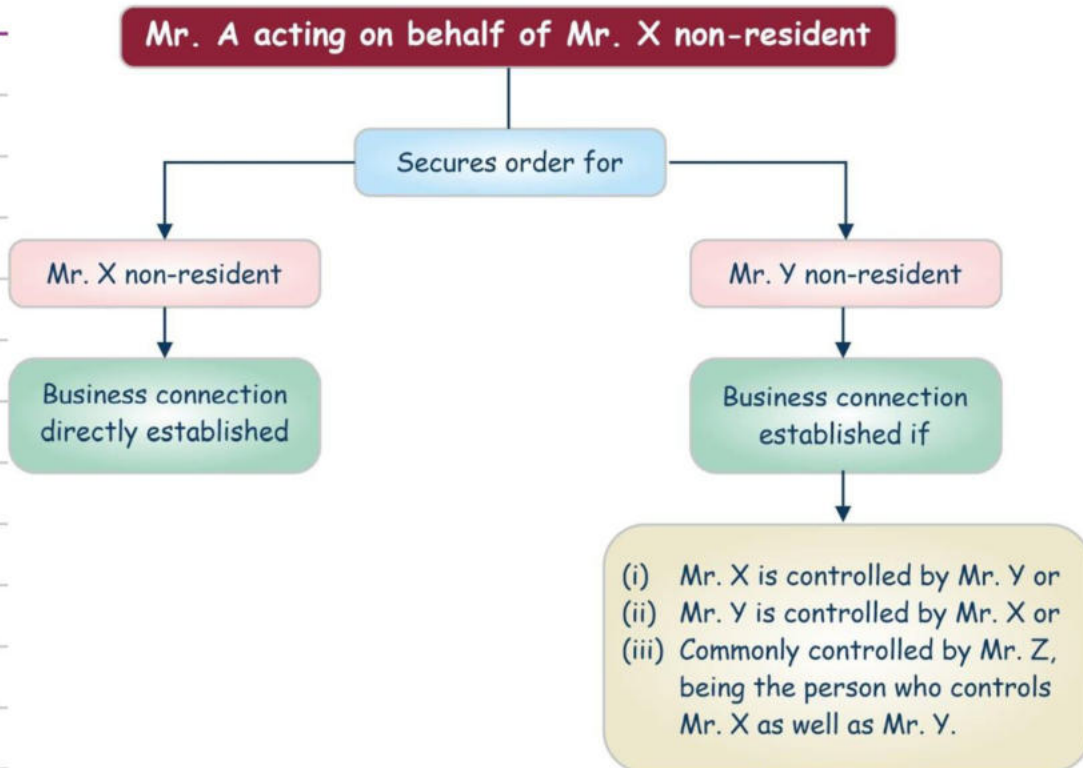 Mr. A acting on behalf of Mr. X non-resident
Secures order for
Mr. X non-resident
Business connection
directly established
Mr. Y non-resident
Business connection
established if
(i) Mr. X is controlled by Mr. Y or
(ii) Mr. Y is controlled by Mr. X or
(iii) Commonly controlled by Mr. Z,
being the person who controls
Mr. X as well as Mr. Y.